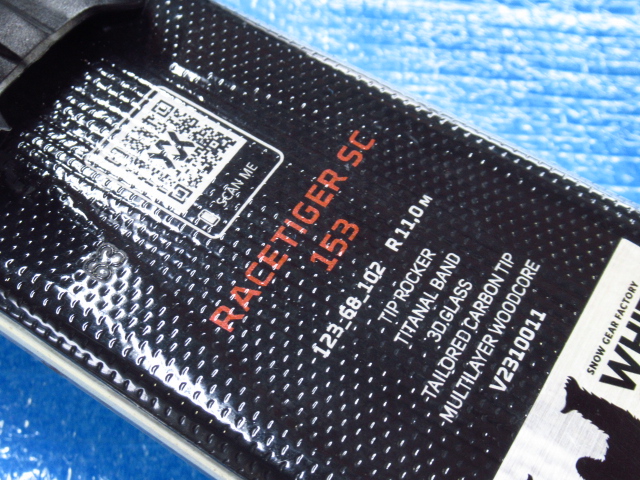 SCAN ME
RACETIGER SC
153
123_68_102 R 11.0 M
TIP ROCKER
TITANAL BAND
3D.GLASS
TAILORED CARBON TIP
MULTILAYER WOODCORE
V2310011
83
SNOW GEAR FACTORY